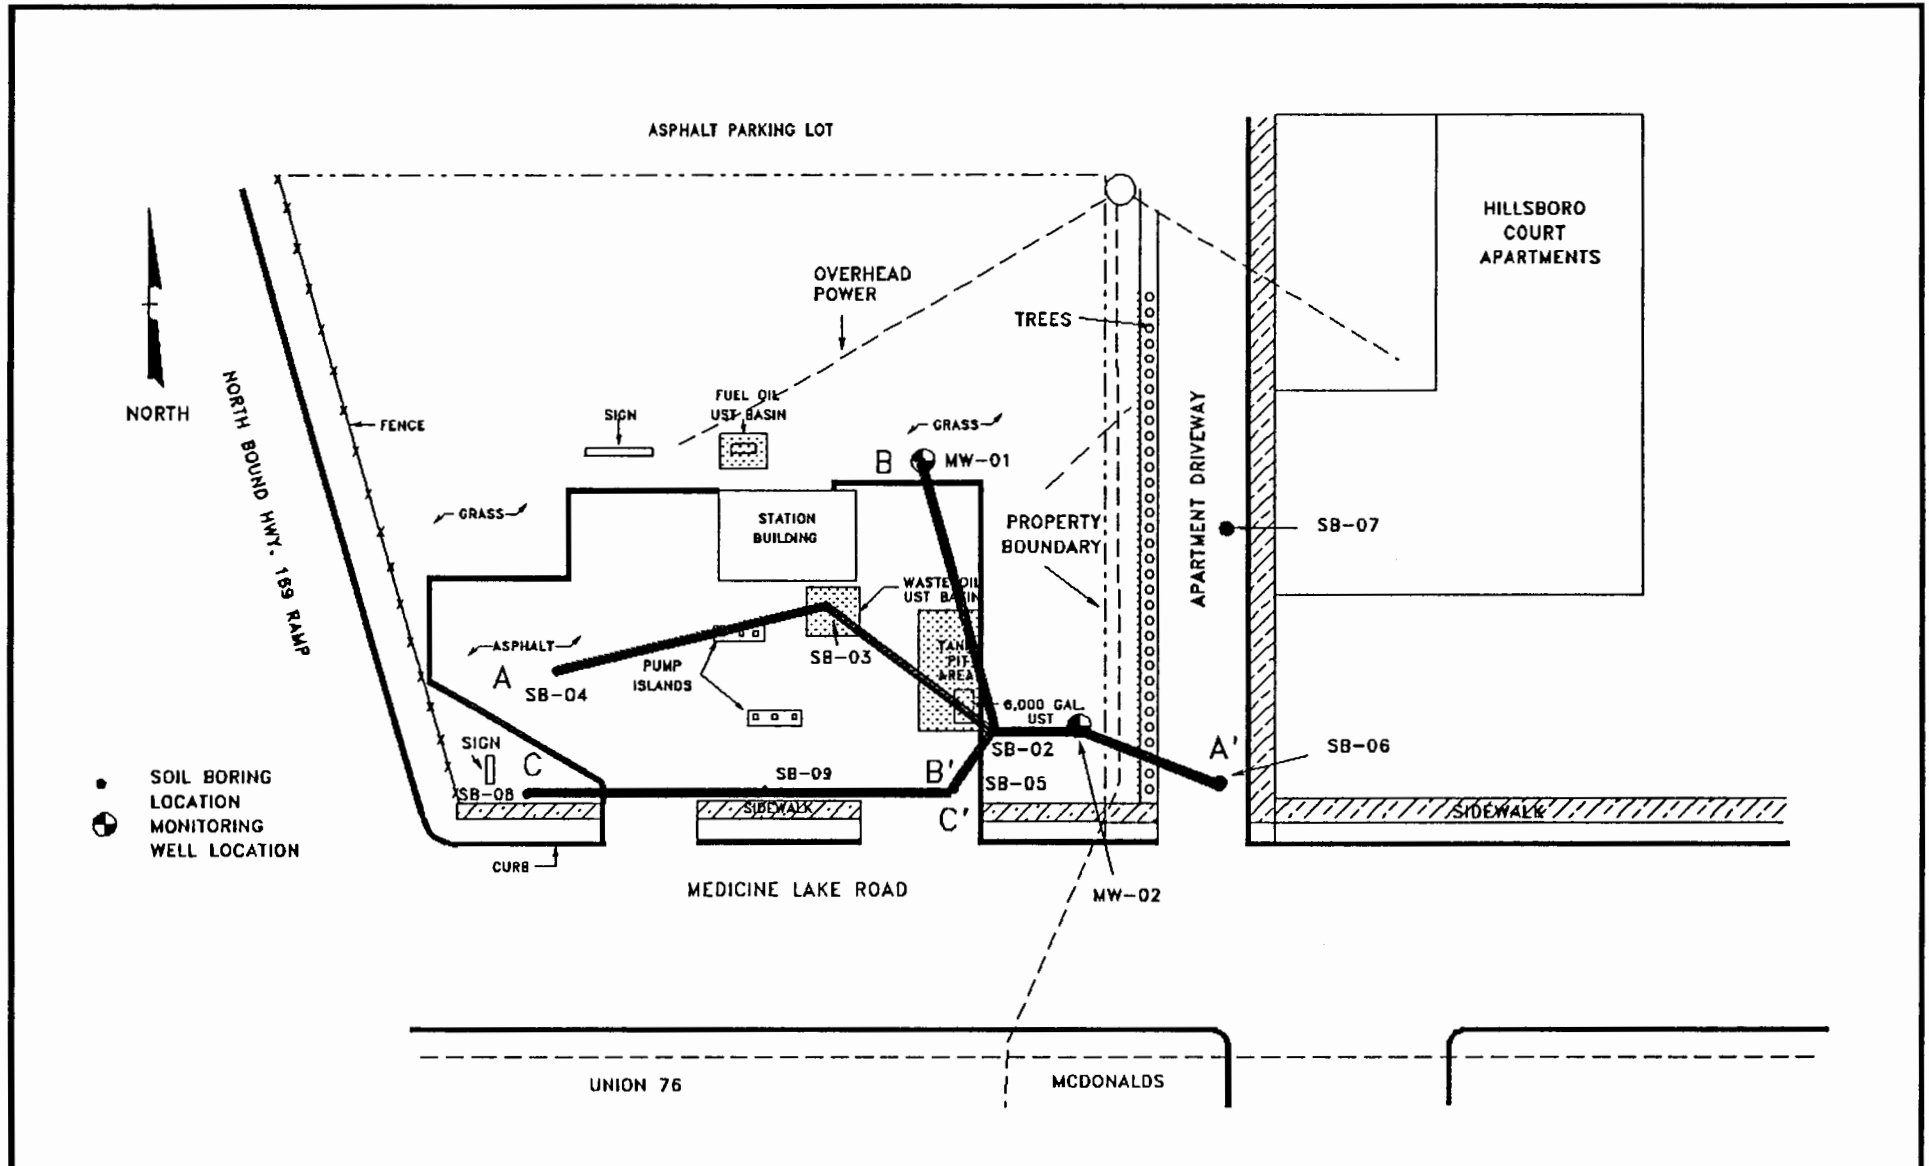 ASPHALT PARKING LOT
HILLSBORO
COURT
APARTMENTS
OVERHEAD
POWER
TREES
NORTH
NORTH BOUND HWY. 169 RAMP
FENCE
SIGN
FUEL OIL
UST BASIN
GRASS
B
MW-01
APARTMENT DRIVEWAY
GRASS
STATION
BUILDING
PROPERTY
BOUNDARY
SB-07
WASTE OIL
UST BASIN
ASPHALT
A
SB-04
PUMP
ISLANDS
SB-03
TANK
PIT
AREA
6,000 GAL.
UST
SB-02
A'
SB-06
SIGN
C
SB-08
SB-09
B'
SB-05
C'
SIDEWALK
SIDEWALK
SOIL BORING
LOCATION
MONITORING
WELL LOCATION
CURB
MEDICINE LAKE ROAD
MW-02
UNION 76
MCDONALDS